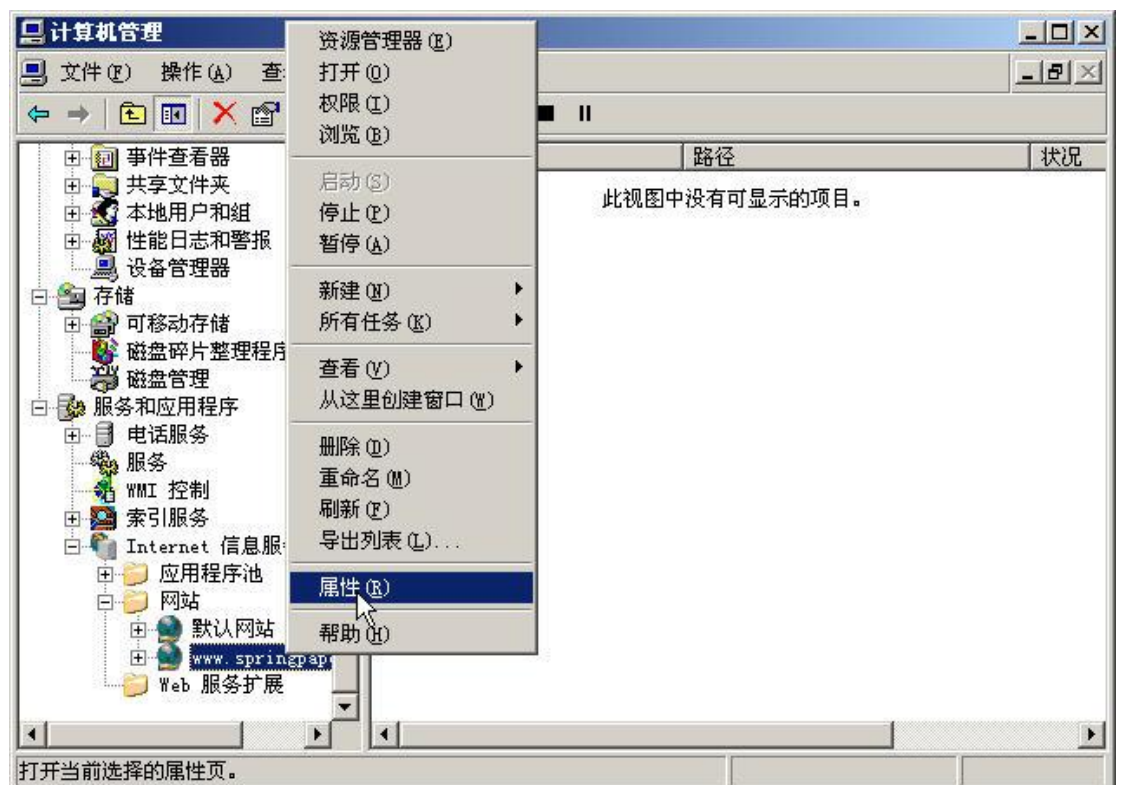 计算机管理
文件(F) 操作(A) 查
路径 状况
此视图中没有可显示的项目。
事件查看器
共享文件夹
本地用户和组
性能日志和警报
设备管理器
存储
可移动存储
磁盘碎片整理程序
磁盘管理
服务和应用程序
电话服务
服务
WMI 控制
索引服务
Internet 信息服
应用程序池
网站
默认网站
www.springpap
Web 服务扩展
资源管理器(E)
打开(O)
权限(I)
浏览(B)
启动(S)
停止(P)
暂停(A)
新建(N)
所有任务(K)
查看(V)
从这里创建窗口(W)
删除(D)
重命名(M)
刷新(F)
导出列表(L)...
属性(R)
帮助(H)
打开当前选择的属性页。